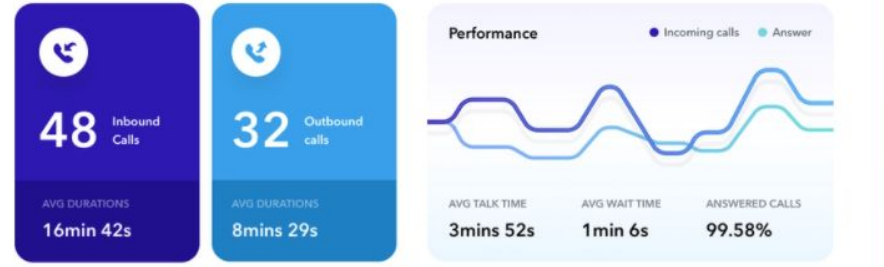 48 Inbound
Calls
AVG DURATIONS
16min 42s
32 Outbound
calls
AVG DURATIONS
8mins 29s
Performance
Incoming calls
Answer
AVG TALK TIME
3mins 52s
AVG WAIT TIME
1min 6s
ANSWERED CALLS
99.58%